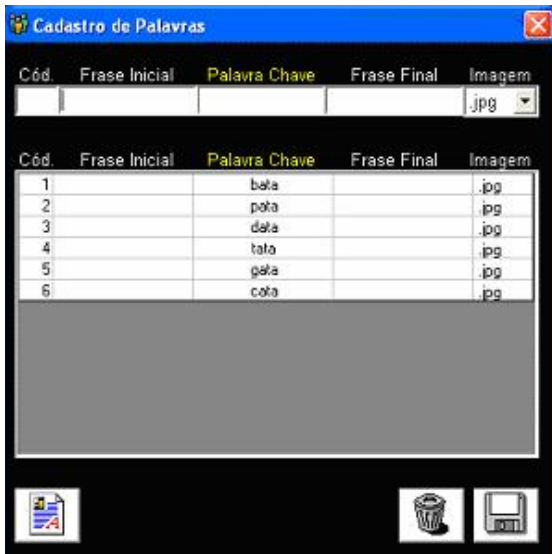 Cadastro de Palavras
Cód. Frase Inicial Palavra Chave Frase Final Imagem
.jpg
Cód. Frase Inicial Palavra Chave Frase Final Imagem
1 bata .jpg
2 pata .jpg
3 data .jpg
4 tata .jpg
5 gata .jpg
6 cata .jpg
A